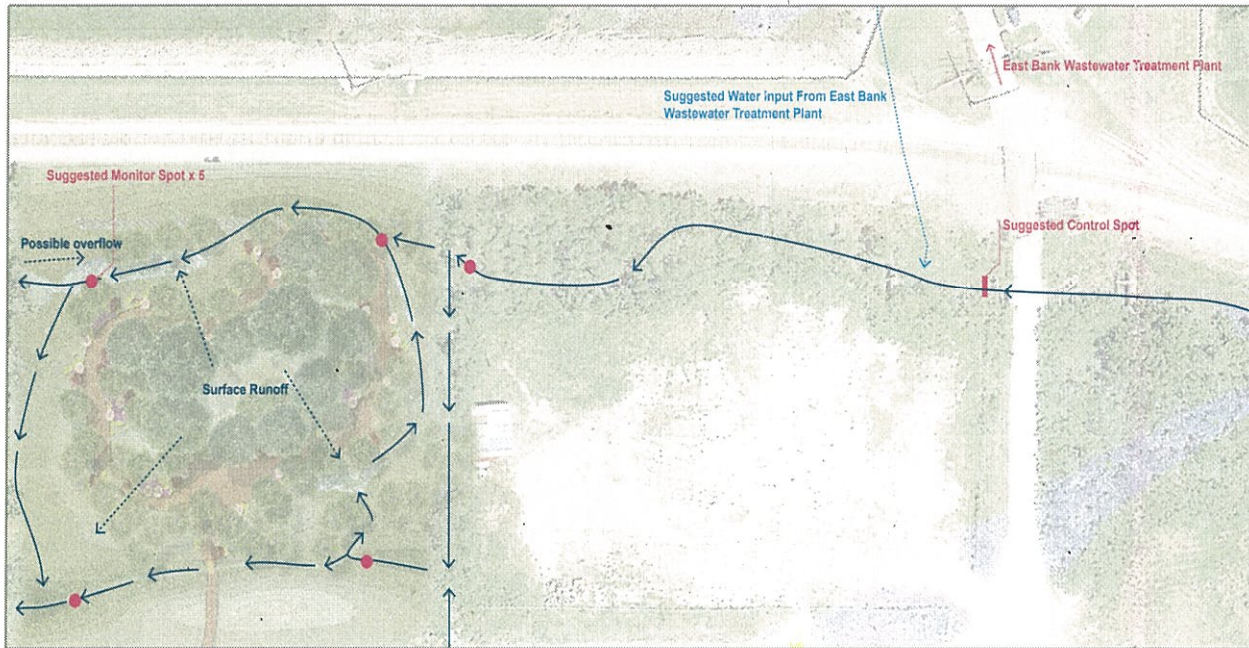 East Bank Wastewater Treatment Plant
Suggested Water Input From East Bank
Wastewater Treatment Plant
Suggested Monitor Spot x 5
Suggested Control Spot
Possible overflow
Surface Runoff